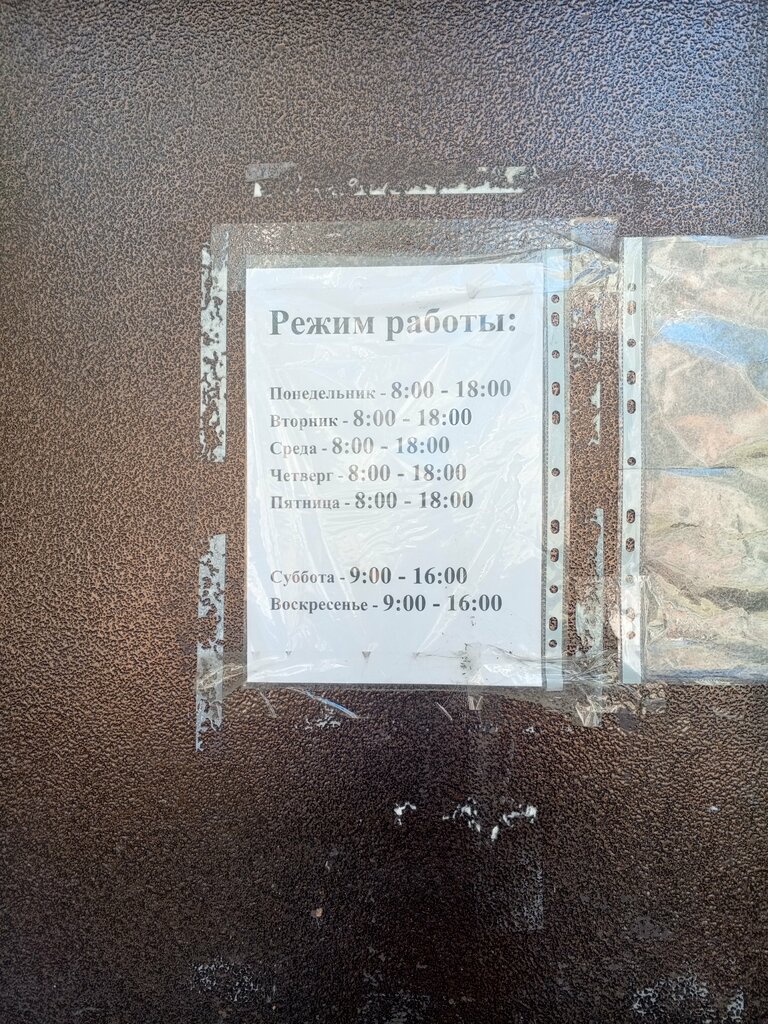 Режим работы:
Понедельник - 8:00 - 18:00
Вторник - 8:00 - 18:00
Среда - 8:00 - 18:00
Четверг - 8:00 - 18:00
Пятница - 8:00 - 18:00
Суббота - 9:00 - 16:00
Воскресенье - 9:00 - 16:00